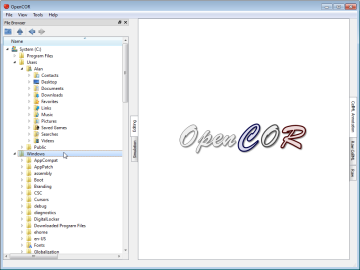 OpenCOR
File View Tools Help
File Browser
Name
System (C:)
Program Files
Users
Alan
Contacts
Desktop
Documents
Downloads
Favorites
Links
Music
Pictures
Saved Games
Searches
Videos
Public
Windows
AppCompat
AppPatch
assembly
Boot
Branding
CSC
Cursors
debug
diagnostics
DigitalLocker
Downloaded Program Files
ehome
en-US
Fonts
Globalization
Editing
Simulation
OpenCOR
CellML Annotation
Raw CellML
Raw